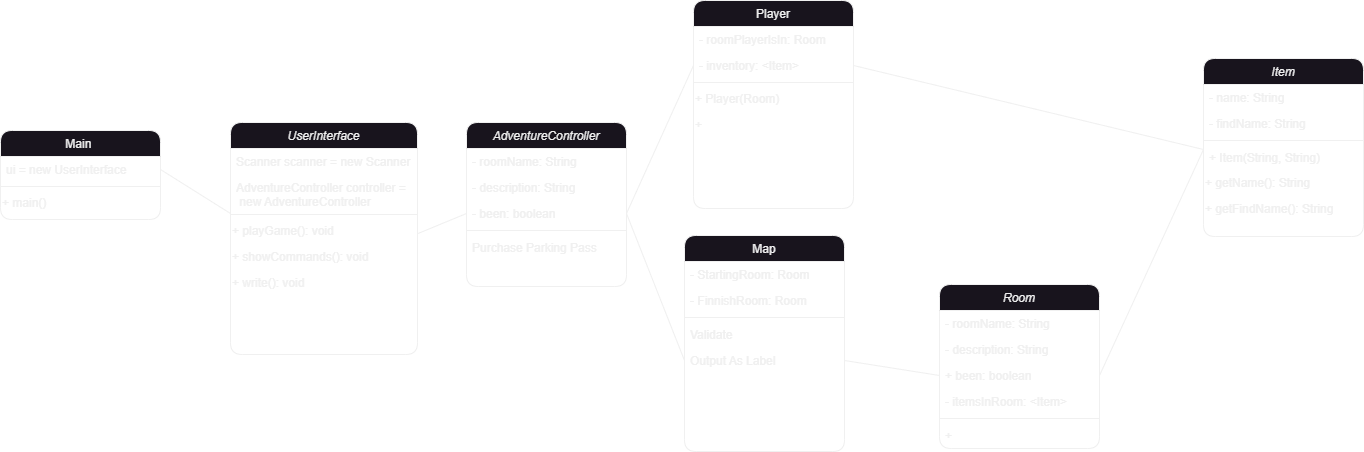 Main
ui = new UserInterface
+ main()
UserInterface
Scanner scanner = new Scanner
AdventureController controller =
new AdventureController
+ playGame(): void
+ showCommands(): void
+ write(): void
AdventureController
- roomName: String
- description: String
- been: boolean
Purchase Parking Pass
Player
- roomPlayerIsIn: Room
- inventory: <Item>
+ Player(Room)
+
Map
- StartingRoom: Room
- FinnishRoom: Room
Validate
Output As Label
Room
- roomName: String
- description: String
+ been: boolean
- itemsInRoom: <Item>
+
Item
- name: String
- findName: String
+ Item(String, String)
+ getName(): String
+ getFindName(): String